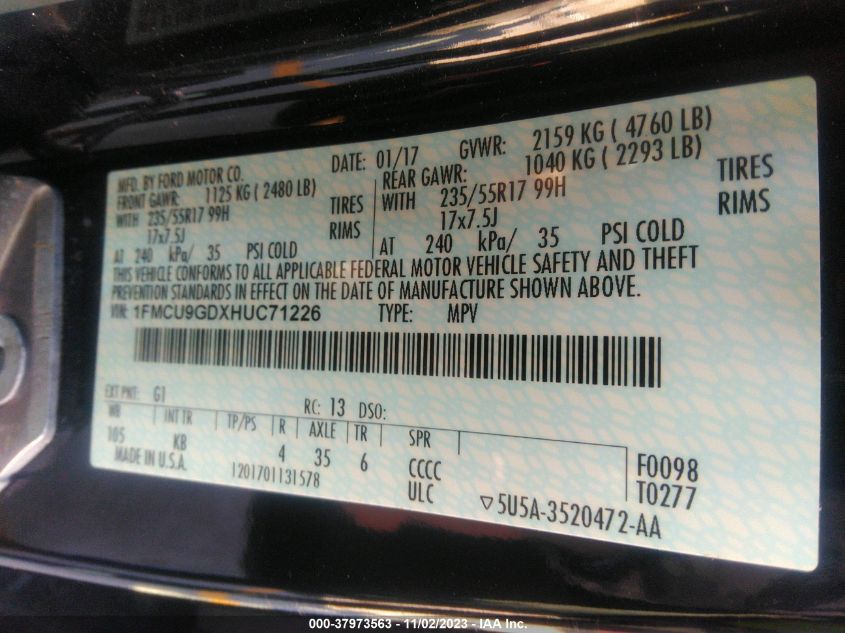 MFD. BY FORD MOTOR CO.
DATE: 01/17 GVWR: 2159 KG ( 4760 LB)
FRONT GAWR: 1125 KG ( 2480 LB)
REAR GAWR: 1040 KG ( 2293 LB)
WITH 235/55R17 99H TIRES
WITH 235/55R17 99H TIRES
17x7.5J RIMS
17x7.5J RIMS
AT 240 kPa/ 35 PSI COLD
AT 240 kPa/ 35 PSI COLD
THIS VEHICLE CONFORMS TO ALL APPLICABLE FEDERAL MOTOR VEHICLE SAFETY AND THEFT
PREVENTION STANDARDS IN EFFECT ON THE DATE OF MANUFACTURE SHOWN ABOVE.
VIN: 1FMCU9GDXHUC71226 TYPE: MPV
EXT PNT: G1 RC: 13 DSO:
WB INT TR TP/PS R AXLE TR SPR
105 KB 4 35 6 CCCC F0098
MADE IN U.S.A. 1201701131578 ULC T0277
▽5U5A-3520472-AA
000-37973563 - 11/02/2023 - IAA Inc.